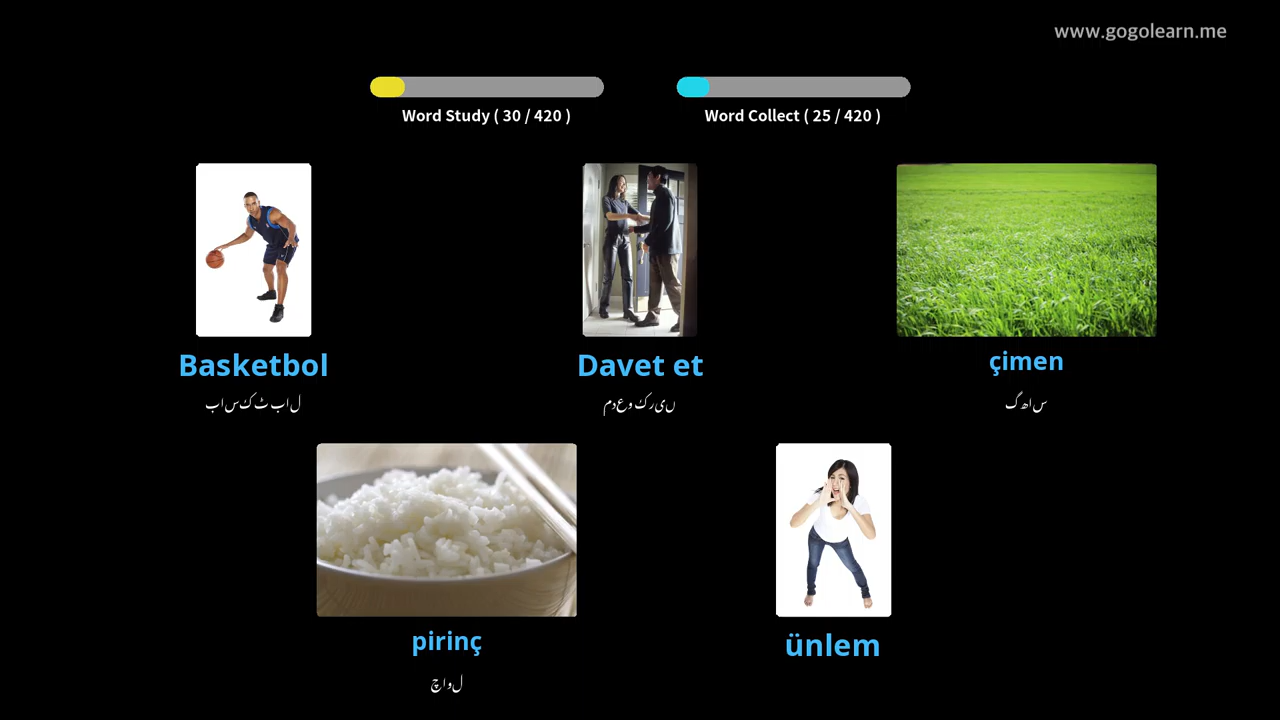 www.gogolearn.me
Word Study ( 30 / 420 )
Word Collect ( 25 / 420 )
Basketbol
باسکٹ بال
Davet et
مدعو کریں
çimen
گھاس
pirinç
چاول
ünlem